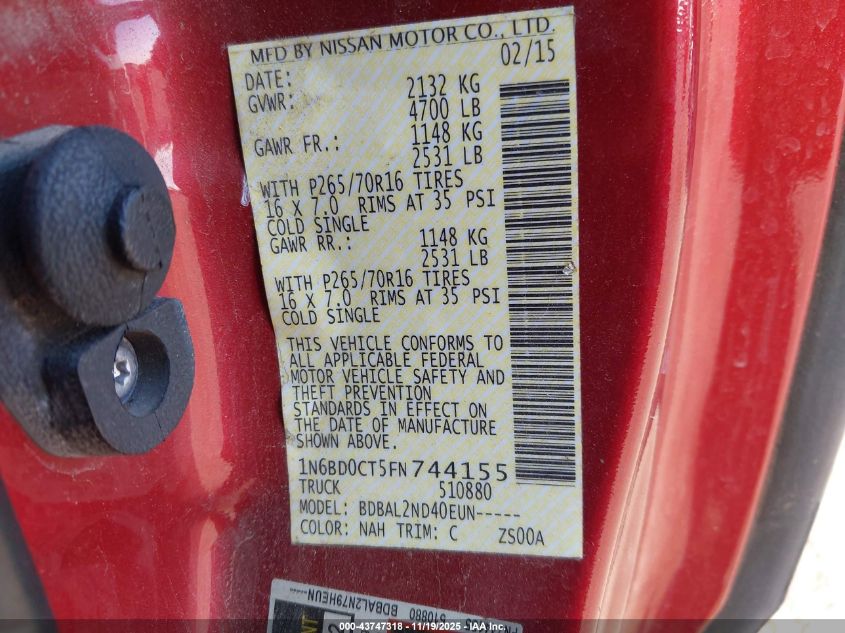 MFD BY NISSAN MOTOR CO., LTD.
DATE: 02/15
GVWR: 2132 KG
4700 LB
GAWR FR.: 1148 KG
2531 LB
WITH P265/70R16 TIRES
16 X 7.0 RIMS AT 35 PSI
COLD SINGLE
GAWR RR.: 1148 KG
2531 LB
WITH P265/70R16 TIRES
16 X 7.0 RIMS AT 35 PSI
COLD SINGLE
THIS VEHICLE CONFORMS TO
ALL APPLICABLE FEDERAL
MOTOR VEHICLE SAFETY AND
THEFT PREVENTION
STANDARDS IN EFFECT ON
THE DATE OF MANUFACTURE
SHOWN ABOVE.
1N6BD0CT5FN744155
TRUCK 510880
MODEL: BDBAL2ND40EUN-----
COLOR: NAH TRIM: C ZS00A
510880 BDBAL2N79HEUN
© - 43747318 - 11/19/2025 - IAA Inc.